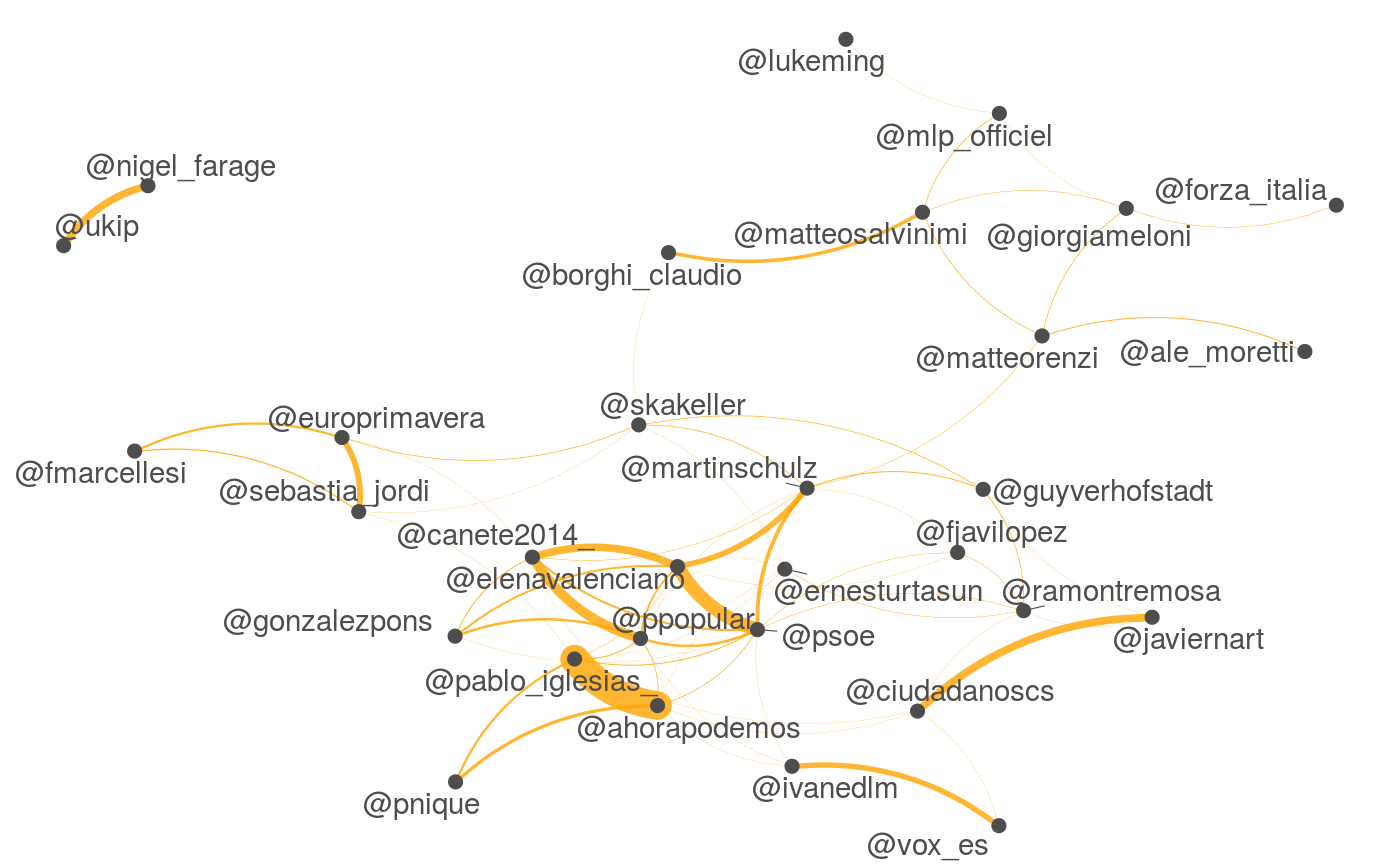 @lukeming
@mlp_officiel
@nigel_farage
@forza_italia
@ukip
@matteosalvinimi
@giorgiameloni
@borghi_claudio
@matteorenzi
@ale_moretti
@skakeller
@europrimavera
@martinschulz
@fmarcellesi
@sebastia_jordi
@guyverhofstadt
@canete2014_
@fjavilopez
@elenavalenciano
@ernesturtasun
@ramontremosa
@gonzalezpons
@ppopular
@psoe
@javiernart
@pablo_iglesias_
@ciudadanoscs
@ahorapodemos
@ivanedlm
@pnique
@vox_es